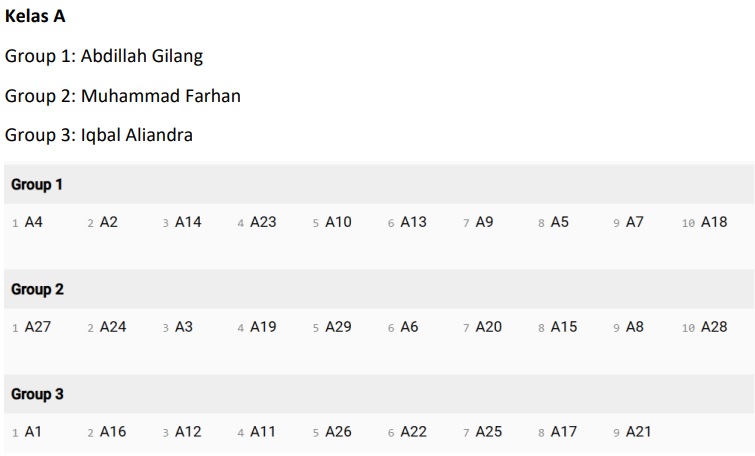 Kelas A
Group 1: Abdillah Gilang
Group 2: Muhammad Farhan
Group 3: Iqbal Aliandra
Group 1
1 A4 2 A2 3 A14 4 A23 5 A10 6 A13 7 A9 8 A5 9 A7 10 A18
Group 2
1 A27 2 A24 3 A3 4 A19 5 A29 6 A6 7 A20 8 A15 9 A8 10 A28
Group 3
1 A1 2 A16 3 A12 4 A11 5 A26 6 A22 7 A25 8 A17 9 A21